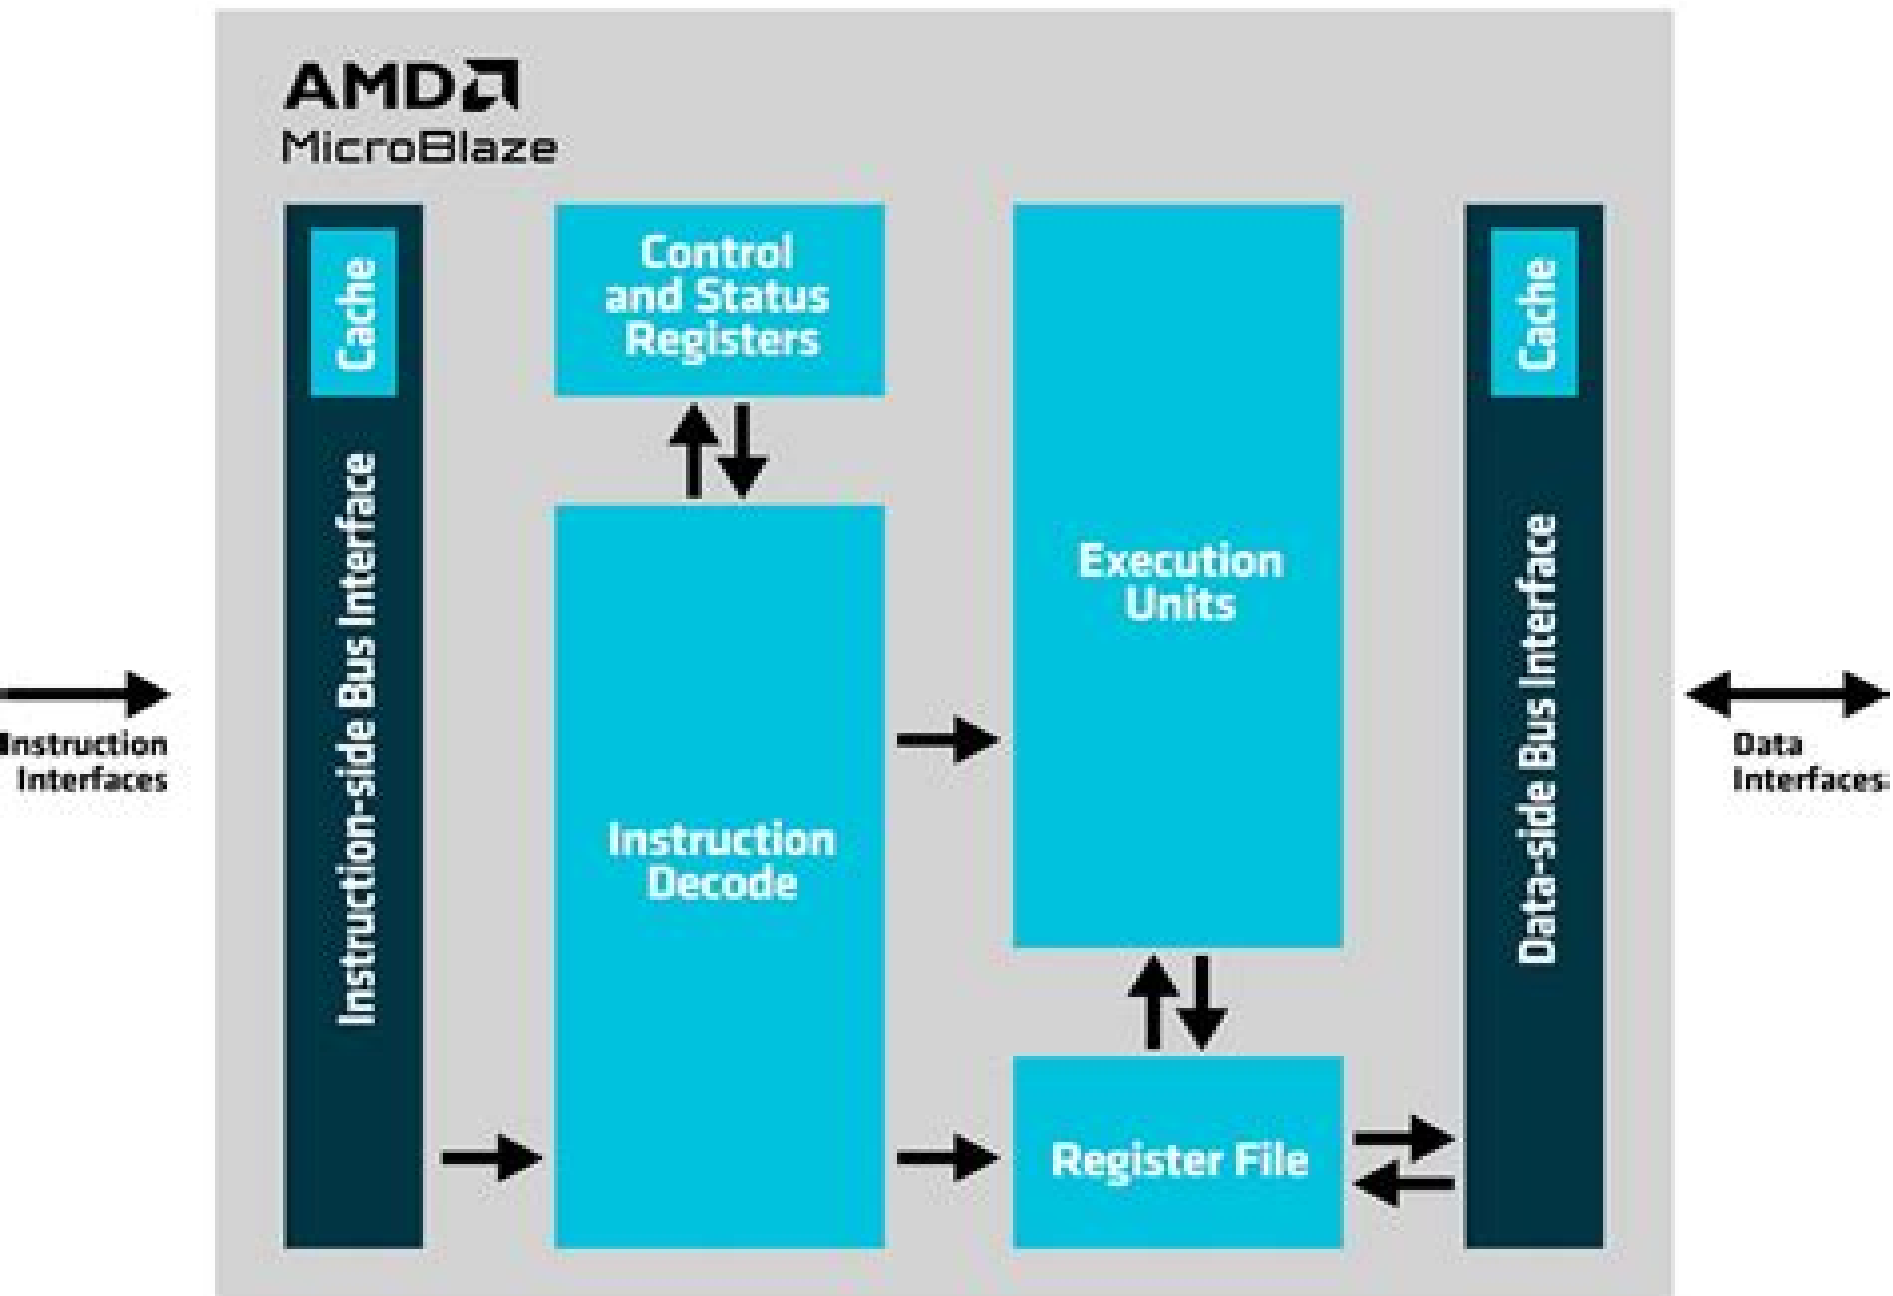 AMD
MicroBlaze
Cache
Instruction-side Bus Interface
Control
and Status
Registers
Instruction
Decode
Execution
Units
Register File
Cache
Data-side Bus Interface
Instruction
Interfaces
Data
Interfaces